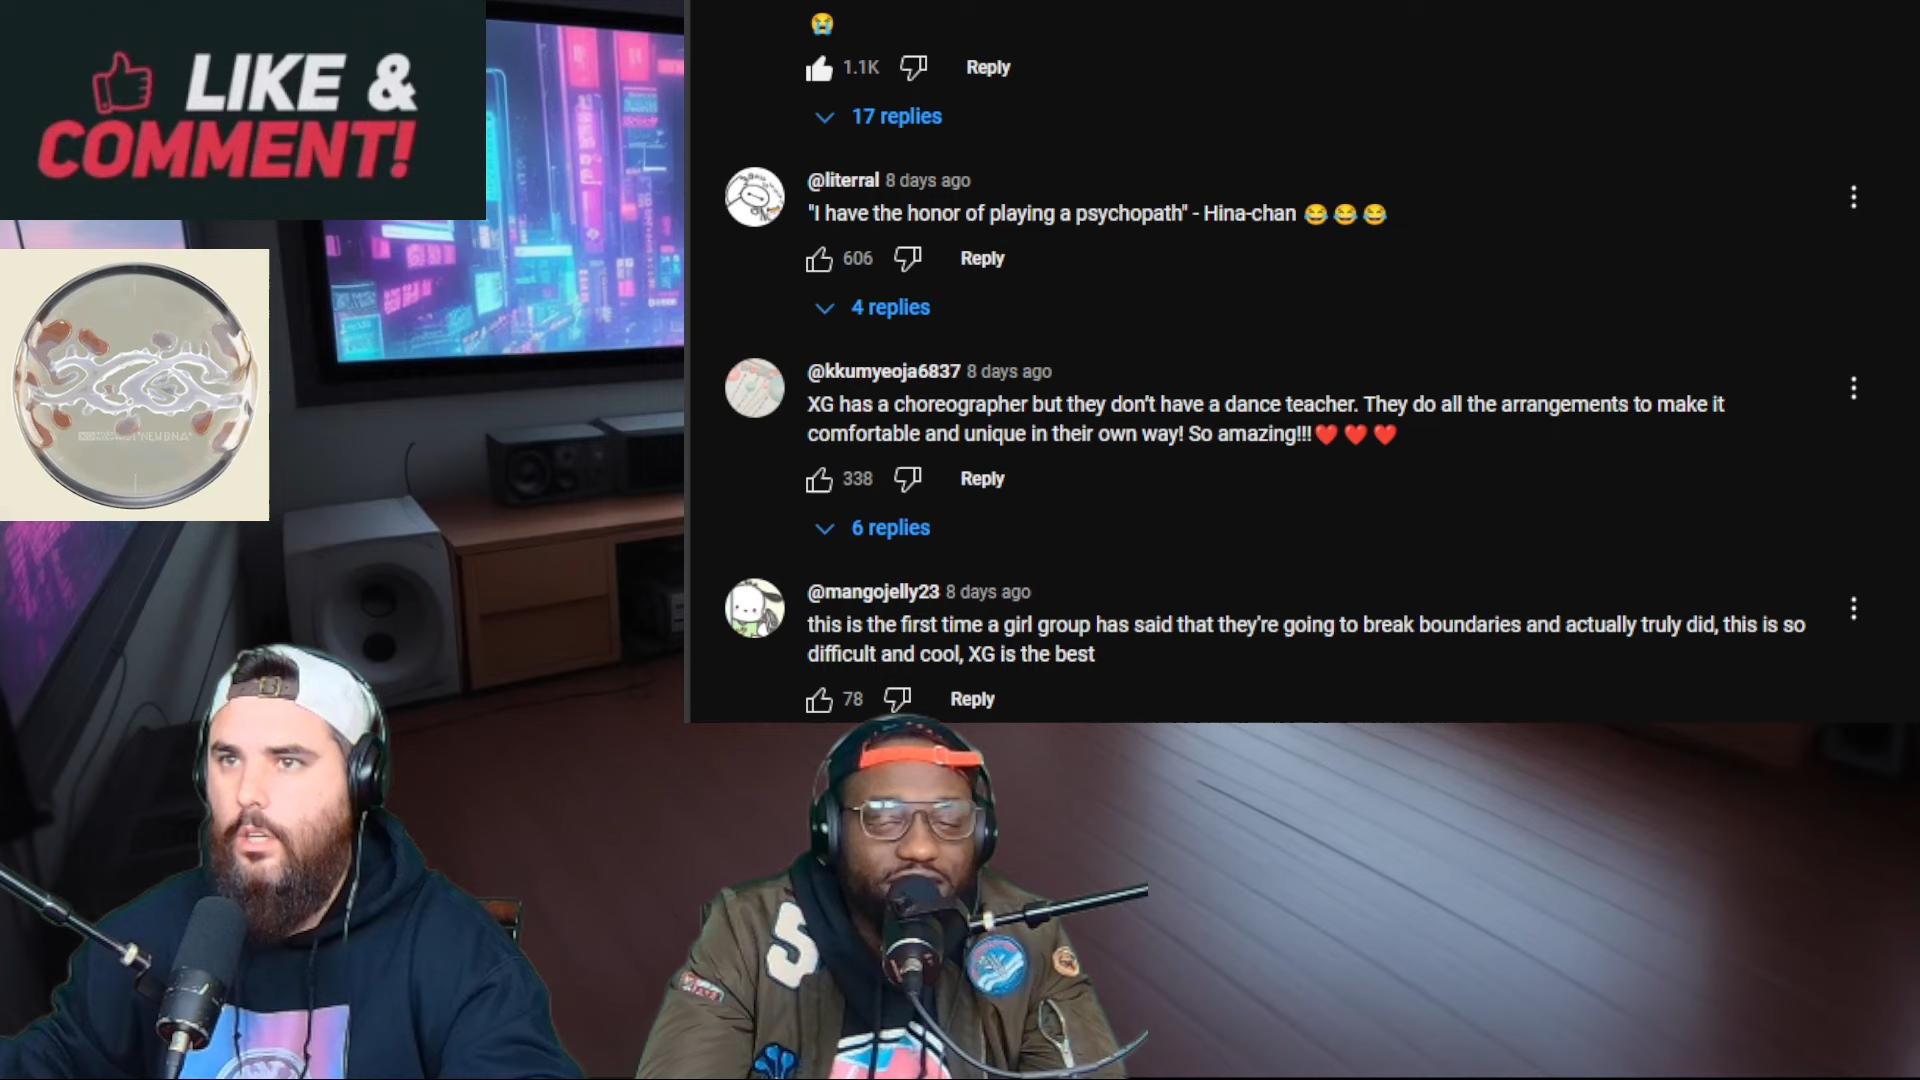 LIKE &
COMMENT!
😭
1.1K Reply
17 replies
@literral 8 days ago
"I have the honor of playing a psychopath" - Hina-chan 😂 😂 😂
606 Reply
4 replies
@kkumyeoja6837 8 days ago
XG has a choreographer but they don't have a dance teacher. They do all the arrangements to make it
comfortable and unique in their own way! So amazing!!!❤️ ❤️ ❤️
338 Reply
6 replies
@mangojelly23 8 days ago
this is the first time a girl group has said that they're going to break boundaries and actually truly did, this is so
difficult and cool, XG is the best
78 Reply
S